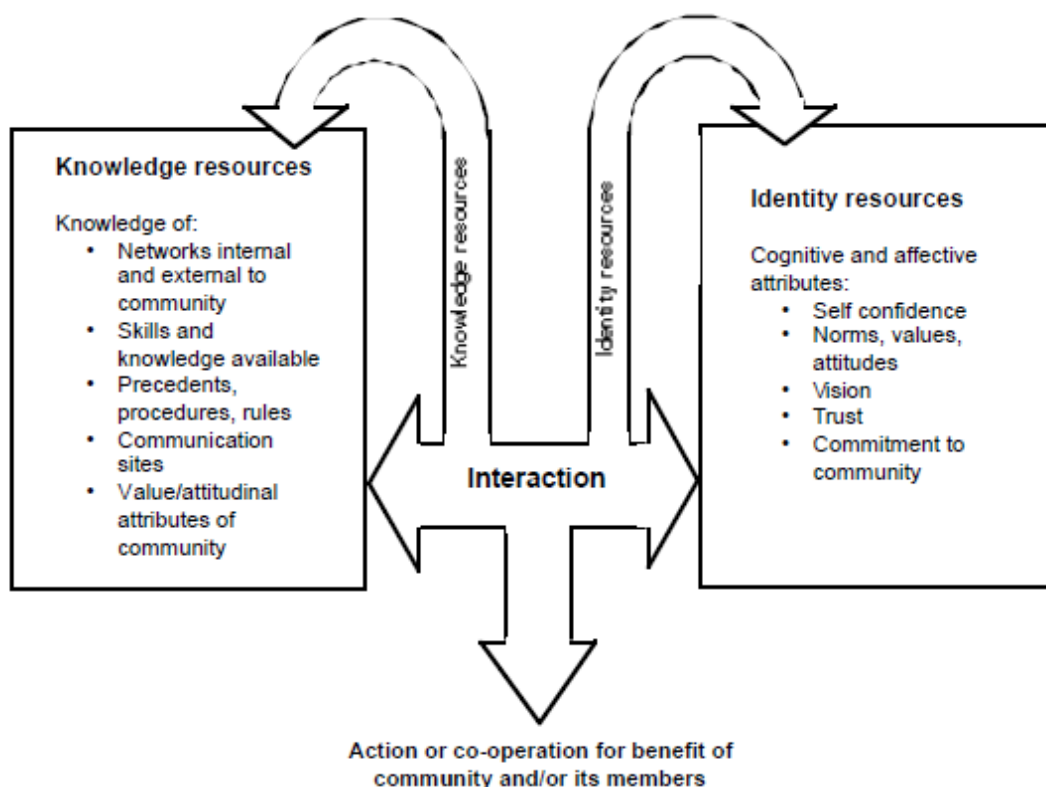 Knowledge resources
Knowledge of:
• Networks internal
and external to
community
• Skills and
knowledge available
• Precedents,
procedures, rules
• Communication
sites
• Value/attitudinal
attributes of
community
Knowledge resources
Identity resources
Interaction
Identity resources
Cognitive and affective
attributes:
• Self confidence
• Norms, values,
attitudes
• Vision
• Trust
• Commitment to
community
Action or co-operation for benefit of
community and/or its members